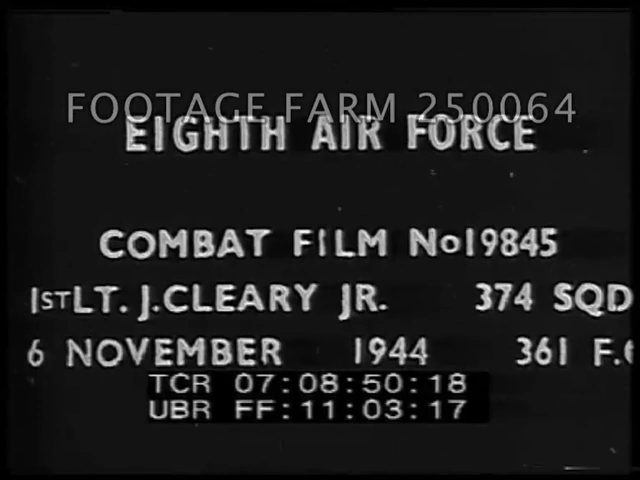 FOOTAGE FARM 250064
EIGHTH AIR FORCE
COMBAT FILM No19845
1ST LT. J.CLEARY JR. 374 SQD
6 NOVEMBER 1944 361 F.
TCR 07:08:50:18
UBR FF:11:03:17